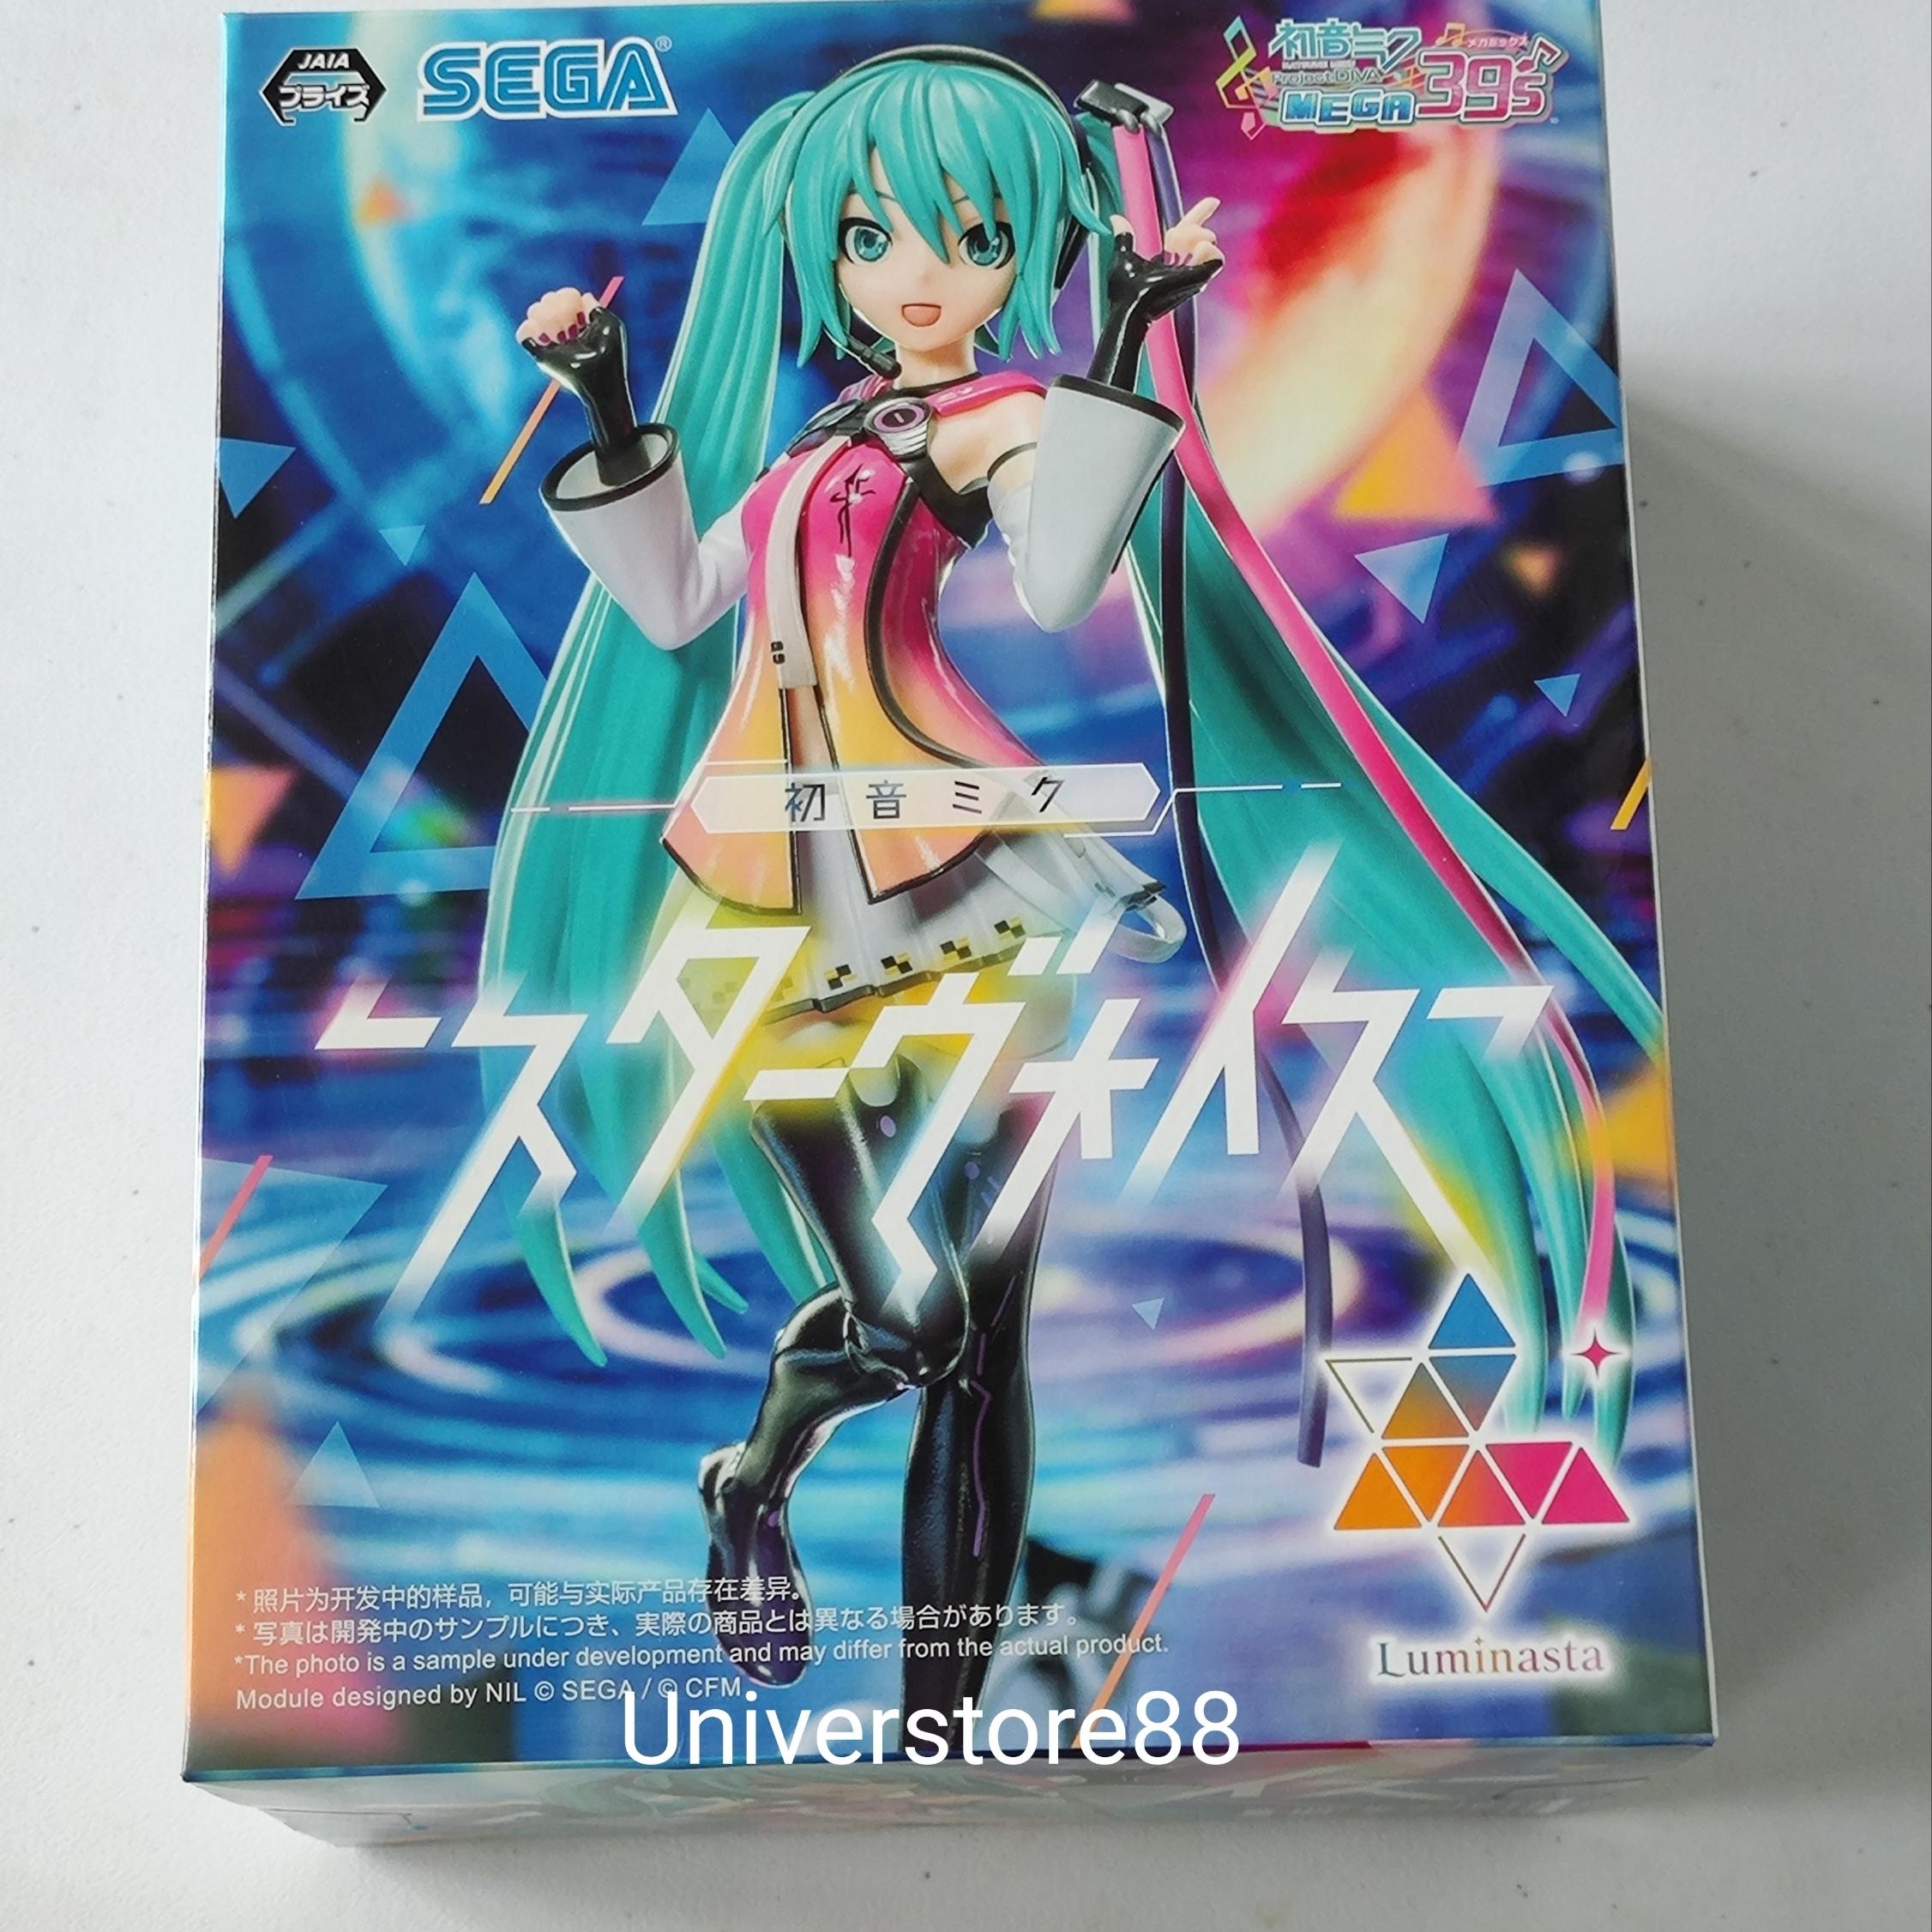 JAIA
プライズ
SEGA®
初音ミク
HATSUNE MIKU
Project DIVA
メガミックス
MEGA39's
初音ミク
スターヴォイス
Luminasta
* 照片为开发中的样品，可能与实际产品存在差异。
* 写真は開発中のサンプルにつき、実際の商品とは異なる場合があります。
*The photo is a sample under development and may differ from the actual product.
Module designed by NIL © SEGA / © CFM
Universtore88